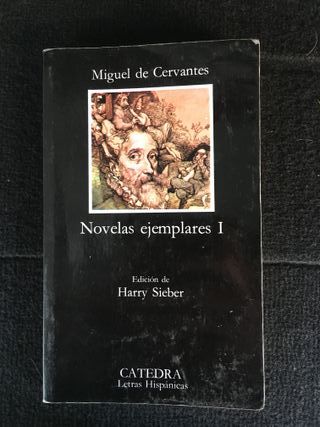 Miguel de Cervantes
Novelas ejemplares I
Edición de
Harry Sieber
CATEDRA
Letras Hispánicas